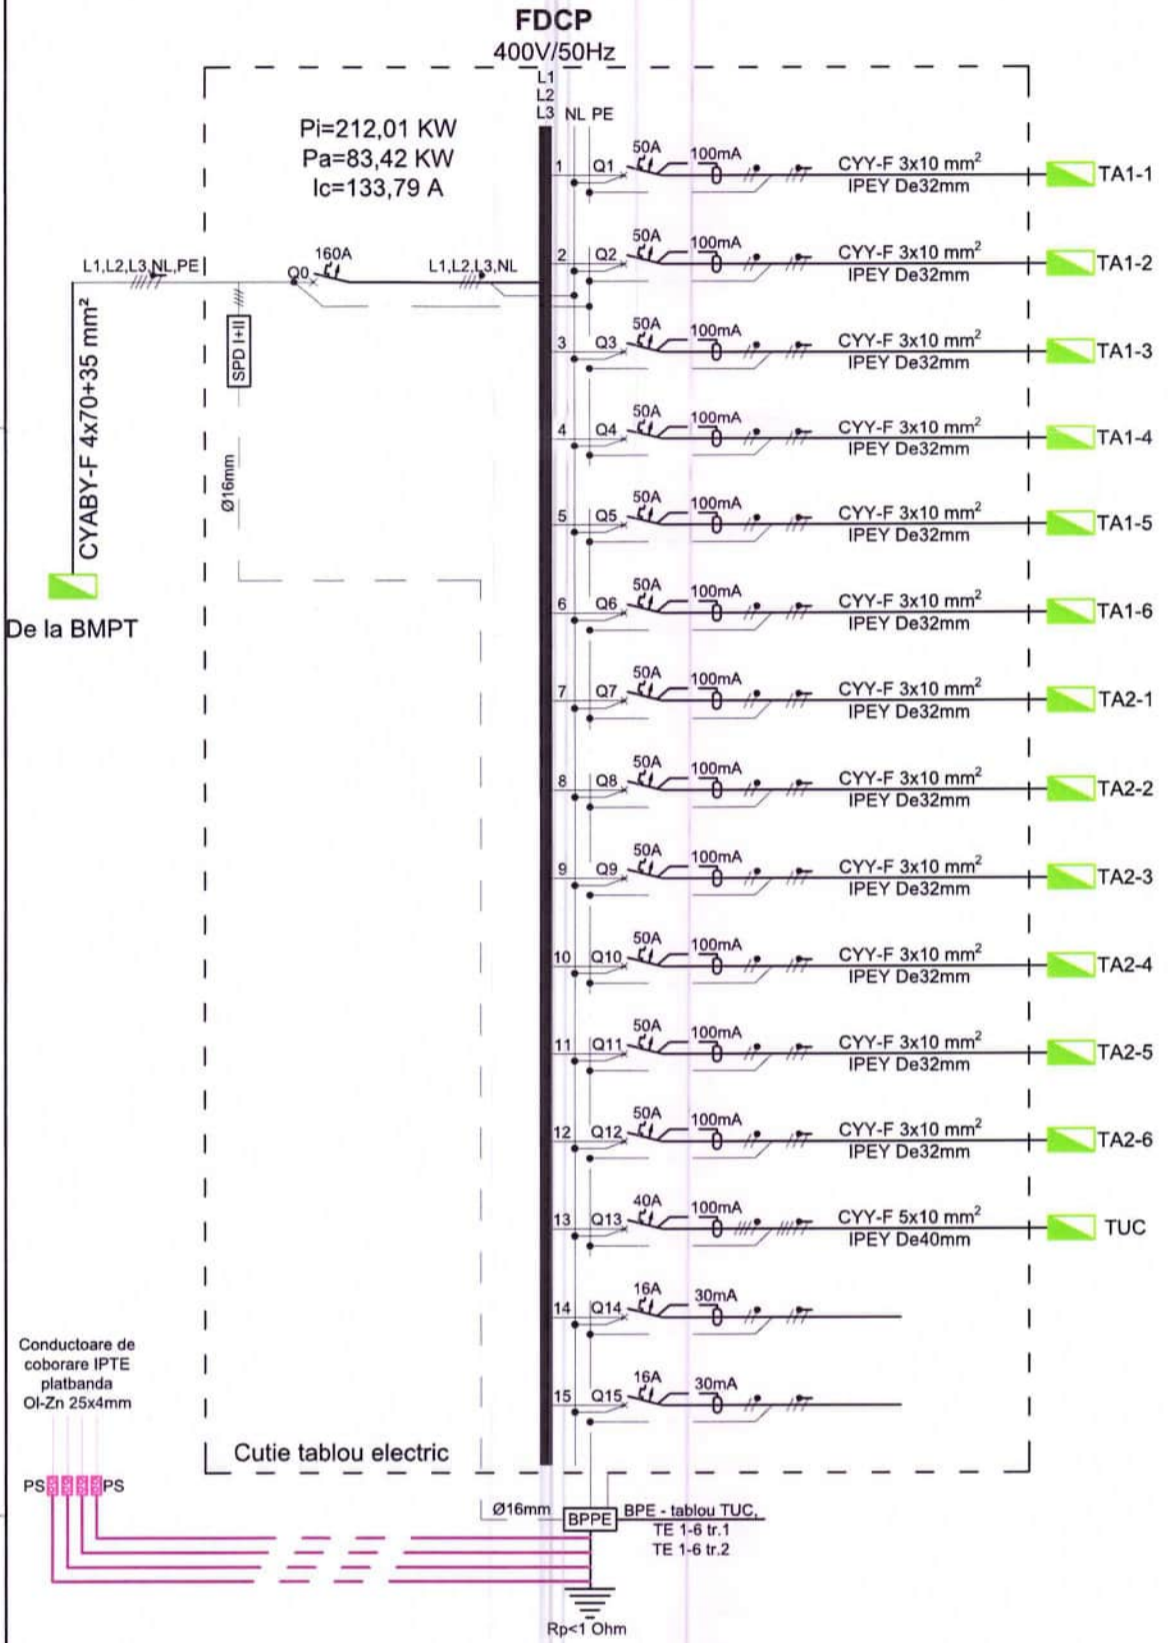 FDCP
400V/50Hz
L1
L2
L3 NL PE
Pi=212,01 KW
Pa=83,42 KW
Ic=133,79 A
L1,L2,L3,NL,PE
Q0
160A
L1,L2,L3,NL
SPD I+II
Ø16mm
CYABY-F 4x70+35 mm²
De la BMPT
1 Q1 50A 100mA CYY-F 3x10 mm² TA1-1
IPEY De32mm
2 Q2 50A 100mA CYY-F 3x10 mm² TA1-2
IPEY De32mm
3 Q3 50A 100mA CYY-F 3x10 mm² TA1-3
IPEY De32mm
4 Q4 50A 100mA CYY-F 3x10 mm² TA1-4
IPEY De32mm
5 Q5 50A 100mA CYY-F 3x10 mm² TA1-5
IPEY De32mm
6 Q6 50A 100mA CYY-F 3x10 mm² TA1-6
IPEY De32mm
7 Q7 50A 100mA CYY-F 3x10 mm² TA2-1
IPEY De32mm
8 Q8 50A 100mA CYY-F 3x10 mm² TA2-2
IPEY De32mm
9 Q9 50A 100mA CYY-F 3x10 mm² TA2-3
IPEY De32mm
10 Q10 50A 100mA CYY-F 3x10 mm² TA2-4
IPEY De32mm
11 Q11 50A 100mA CYY-F 3x10 mm² TA2-5
IPEY De32mm
12 Q12 50A 100mA CYY-F 3x10 mm² TA2-6
IPEY De32mm
13 Q13 40A 100mA CYY-F 5x10 mm² TUC
IPEY De40mm
14 Q14 16A 30mA
15 Q15 16A 30mA
Conductoare de
coborare IPTE
platbanda
Ol-Zn 25x4mm
Cutie tablou electric
PS PS
Ø16mm BPPE BPE - tablou TUC,
TE 1-6 tr.1
TE 1-6 tr.2
Rp<1 Ohm